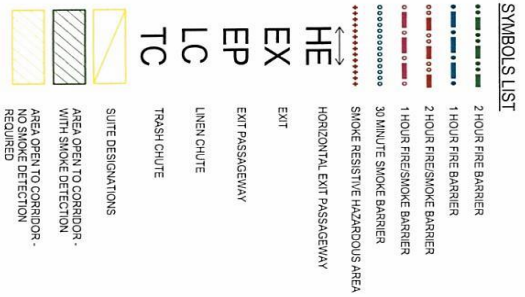 SYMBOLS LIST
2 HOUR FIRE BARRIER
1 HOUR FIRE BARRIER
2 HOUR FIRE/SMOKE BARRIER
1 HOUR FIRE/SMOKE BARRIER
30 MINUTE SMOKE BARRIER
SMOKE RESISTIVE HAZARDOUS AREA
HE HORIZONTAL EXIT PASSAGEWAY
EX EXIT
EP EXIT PASSAGEWAY
LC LINEN CHUTE
TC TRASH CHUTE
SUITE DESIGNATIONS
AREA OPEN TO CORRIDOR -
WITH SMOKE DETECTION
AREA OPEN TO CORRIDOR -
NO SMOKE DETECTION
REQUIRED